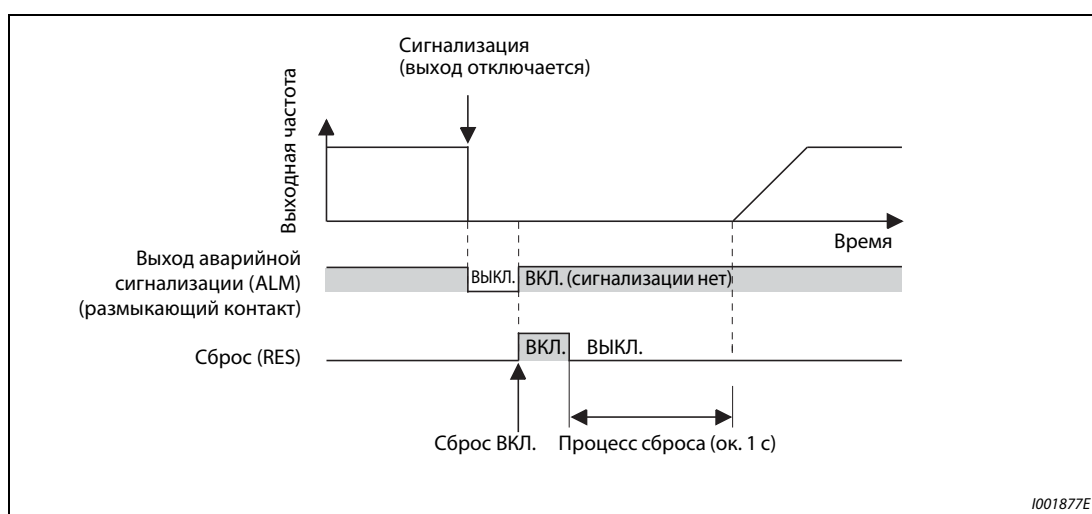 Сигнализация
(выход отключается)
Выходная частота
Время
Выход аварийной
сигнализации (ALM)
(размыкающий контакт)
ВЫКЛ.
ВКЛ. (сигнализации нет)
Сброс (RES)
ВКЛ.
ВЫКЛ.
Сброс ВКЛ.
Процесс сброса (ок. 1 с)
I001877E